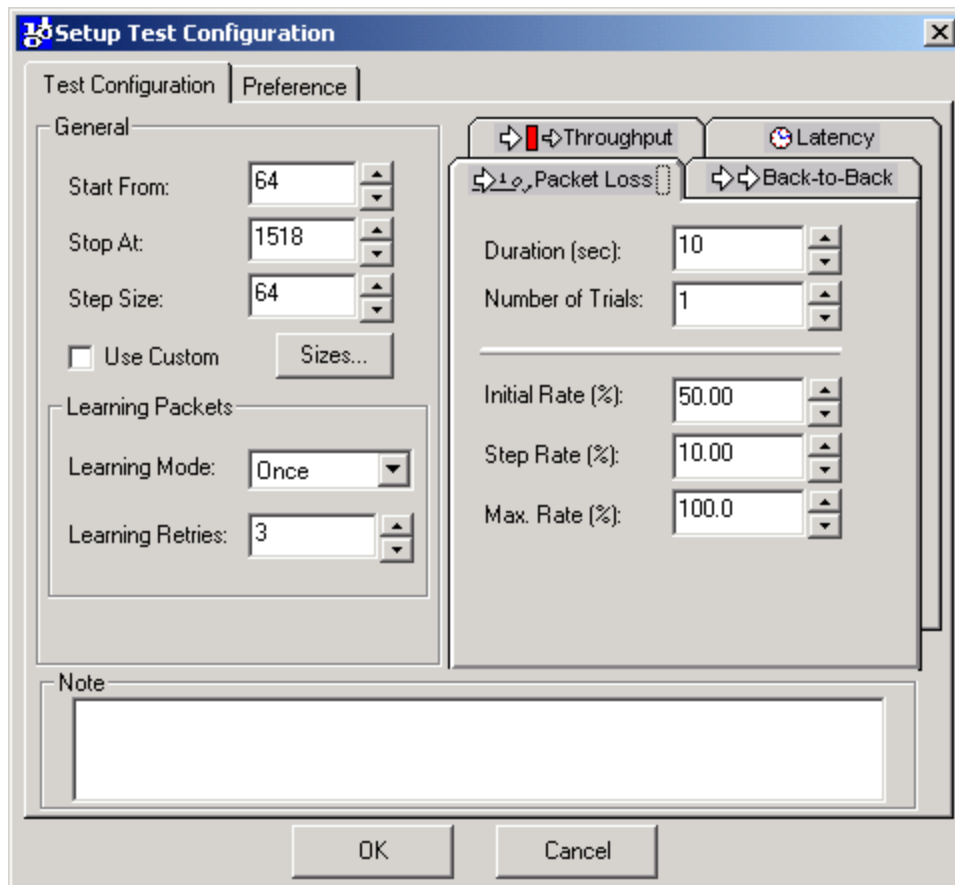 Setup Test Configuration
Test Configuration
Preference
General
Start From:
64
Stop At:
1518
Step Size:
64
Use Custom
Sizes...
Learning Packets
Learning Mode:
Once
Learning Retries:
3
Throughput
Latency
Packet Loss
Back-to-Back
Duration (sec):
10
Number of Trials:
1
Initial Rate (%):
50.00
Step Rate (%):
10.00
Max. Rate (%):
100.0
Note
OK
Cancel